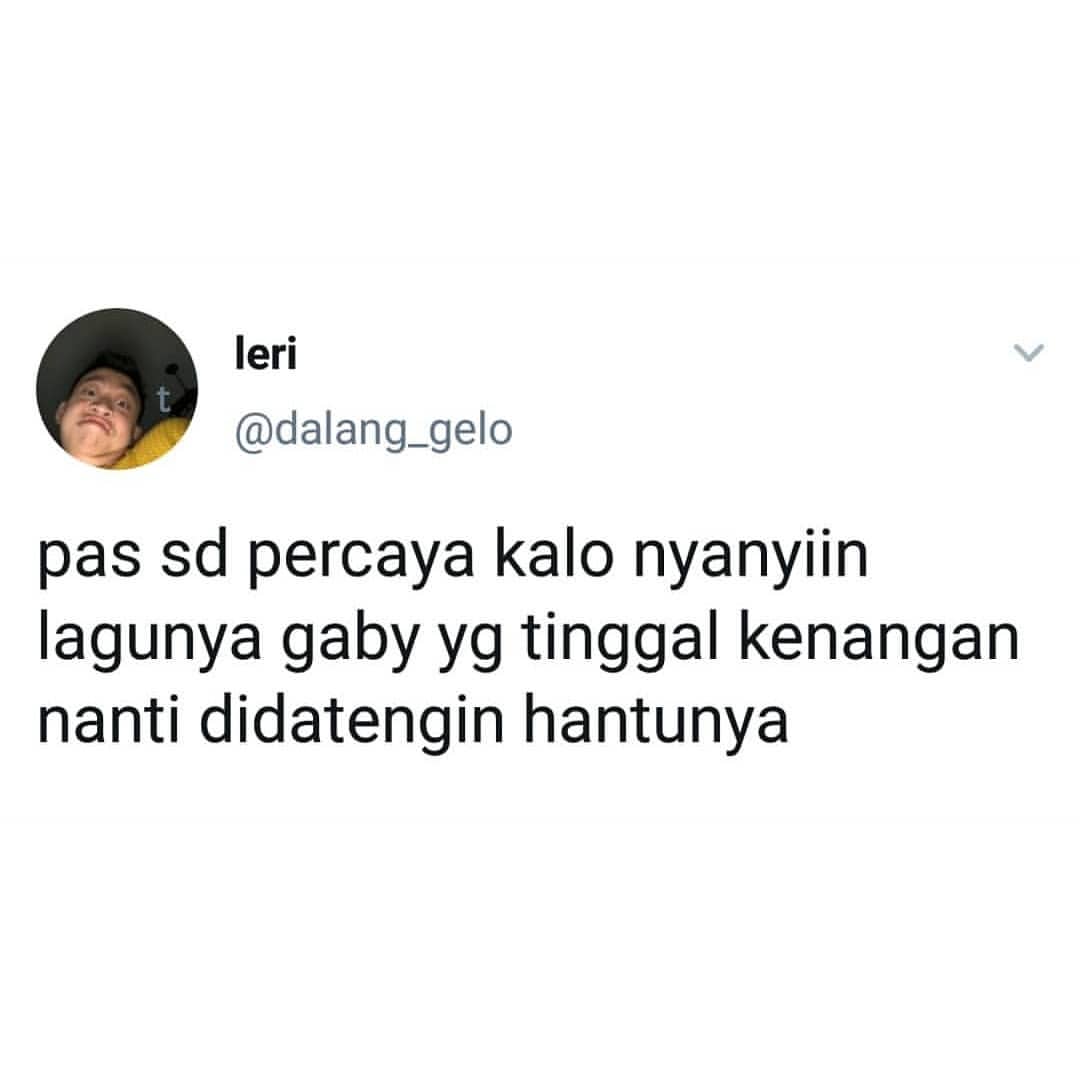 leri
@dalang_gelo
t
pas sd percaya kalo nyanyiin
lagunya gaby yg tinggal kenangan
nanti didatengin hantunya